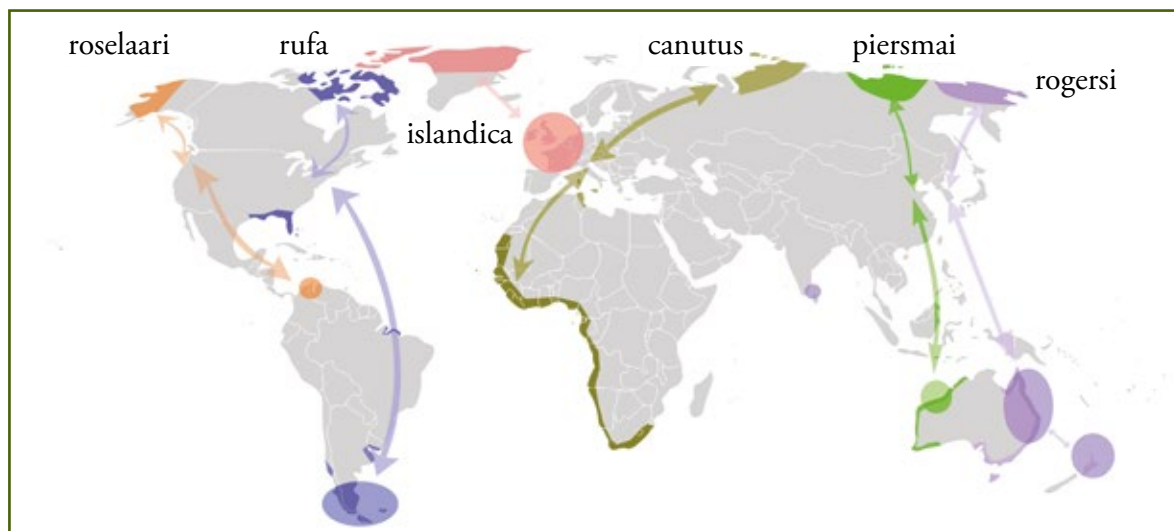 roselaari
rufa
canutus
piersmai
rogersi
islandica